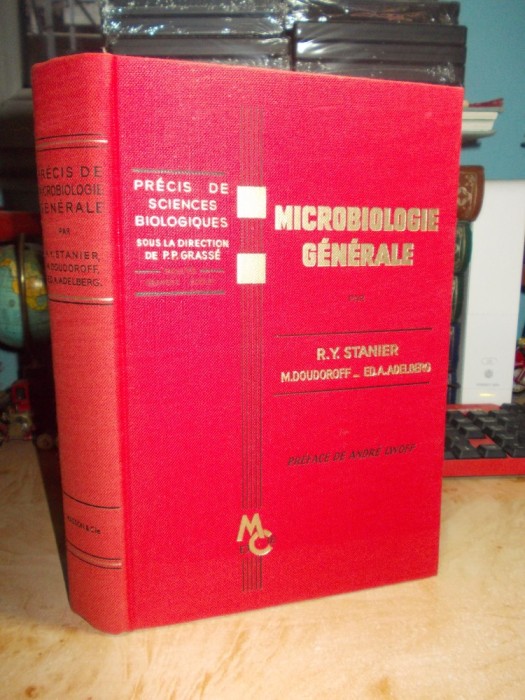 PRÉCIS DE
MICROBIOLOGIE
GÉNÉRALE
PAR
R.Y. STANIER,
M. DOUDOROFF,
ED.A. ADELBERG.
MASSON & Cie
PRÉCIS DE
SCIENCES
BIOLOGIQUES
SOUS LA DIRECTION
DE P.P. GRASSÉ
MICROBIOLOGIE
GÉNÉRALE
PAR
R.Y. STANIER
M. DOUDOROFF _ ED.A. ADELBERG
PRÉFACE DE ANDRÉ LWOFF
M
C